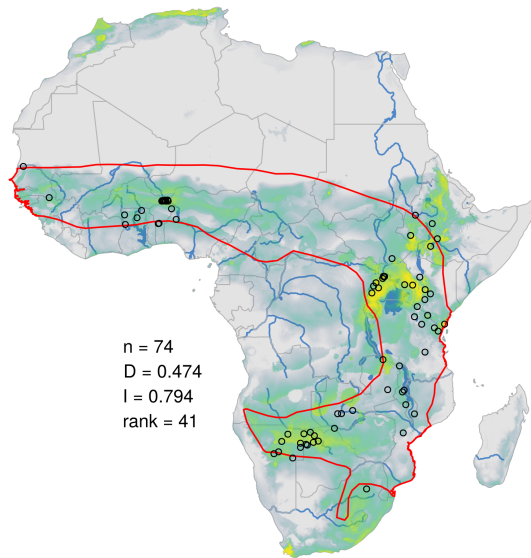 n = 74
D = 0.474
I = 0.794
rank = 41